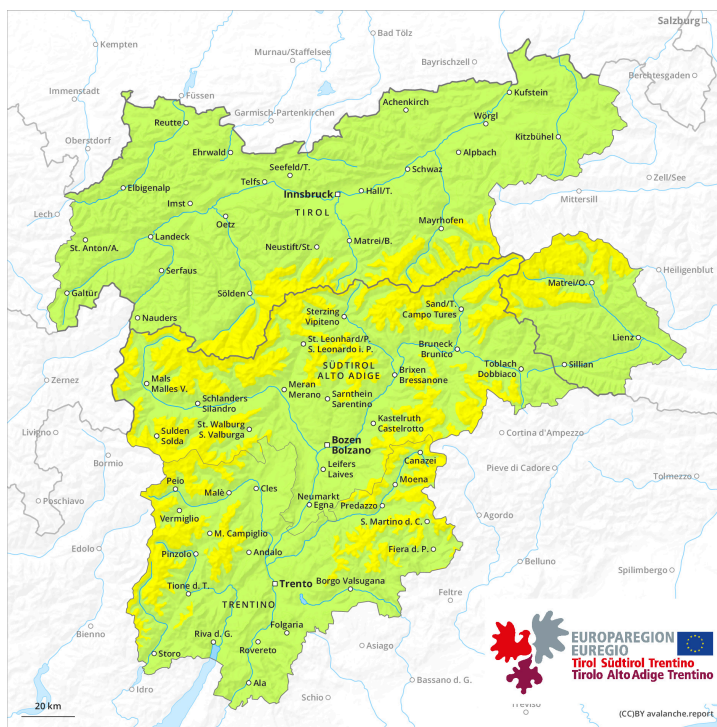 Salzburg
Bad Tölz
Kempten
Murnau/Staffelsee
Bayrischzell
Berchtesgaden
Immenstadt
Füssen
Garmisch-Partenkirchen
Achenkirch
Kufstein
Reutte
Wörgl
Kitzbühel
Oberstdorf
Ehrwald
Alpbach
Seefeld/T.
Schwaz
Zell/See
Elbigenalp
Telfs
Innsbruck
Hall/T.
Mittersill
Lech
Imst
TIROL
Oetz
Mayrhofen
St. Anton/A.
Landeck
Neustift/St.
Matrei/B.
Serfaus
Heiligenblut
Galtür
Sölden
Matrei/O.
Nauders
Sterzing
Vipiteno
Sand/T.
Campo Tures
St. Leonhard/P.
S. Leonardo i. P.
Bruneck
Brunico
Lienz
Zernez
Mals
Malles V.
SÜDTIROL
ALTO ADIGE
Brixen
Bressanone
Toblach
Dobbiaco
Sillian
Meran
Merano
Sarnthein
Sarentino
Schlanders
Silandro
Livigno
St. Walburg
S. Valburga
Kastelruth
Castelrotto
Cortina d'Ampezzo
Sulden
Solda
Bozen
Bolzano
Bormio
Canazei
Pieve di Cadore
Leifers
Laives
Tolmezzo
Peio
Malè
Cles
Moena
Poschiavo
Neumarkt
Egna
Predazzo
Vermiglio
Agordo
S. Martino d. C.
M. Campiglio
Edolo
Pinzolo
Andalo
Fiera d. P.
Belluno
Spilimbergo
Tione d. T.
Trento
Borgo Valsugana
Feltre
TRENTINO
Bienno
Folgaria
Riva d. G.
Rovereto
Asiago
Storo
Bassano d. G.
Idro
Ala
Schio
Treviso
EUROPAREGION
EUREGIO
Tirol Südtirol Trentino
Tirolo Alto Adige Trentino
20 km
(CC)BY avalanche.report